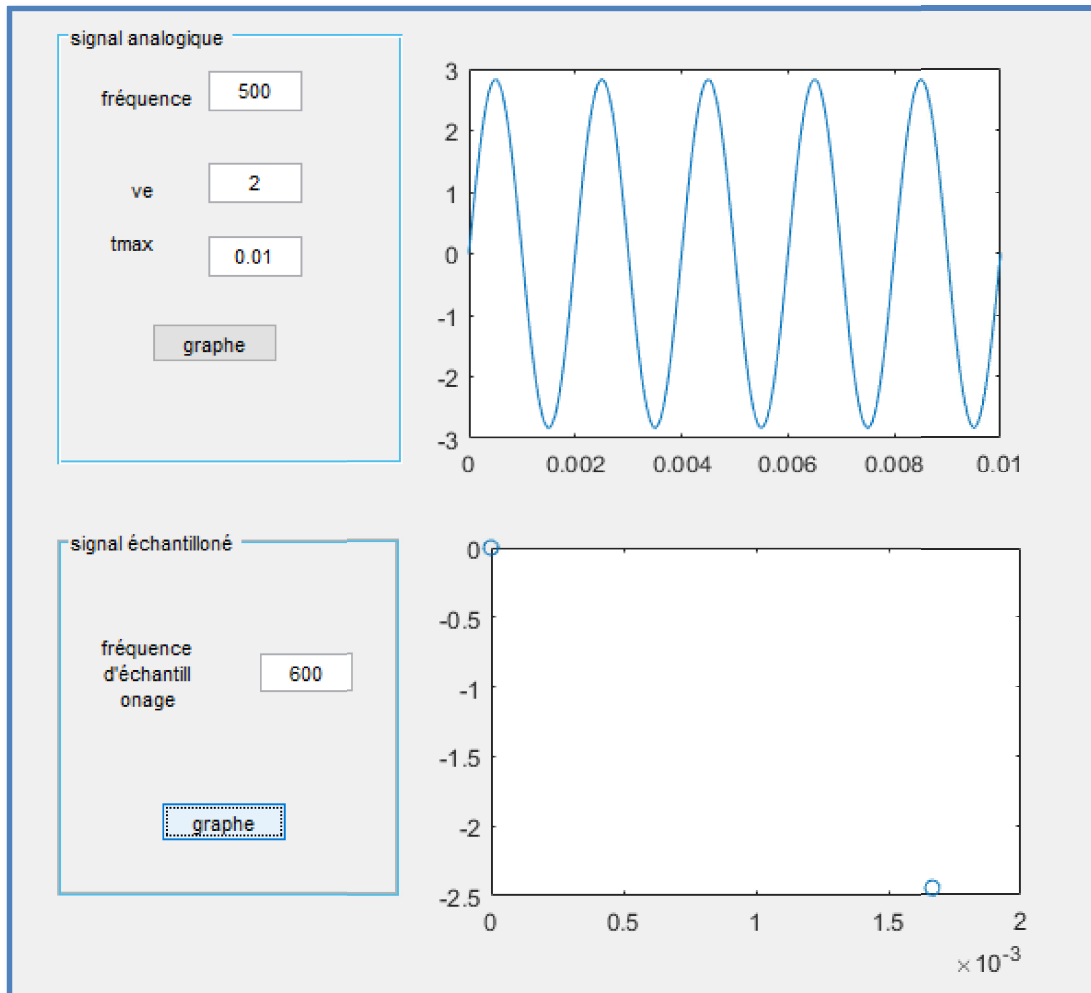 signal analogique
fréquence
500
ve
2
tmax
0.01
graphe
3
2
1
0
-1
-2
-3
0
0.002
0.004
0.006
0.008
0.01
signal échantilloné
fréquence
d'échantill
onage
600
graphe
0
-0.5
-1
-1.5
-2
-2.5
0
0.5
1
1.5
2
×10⁻³